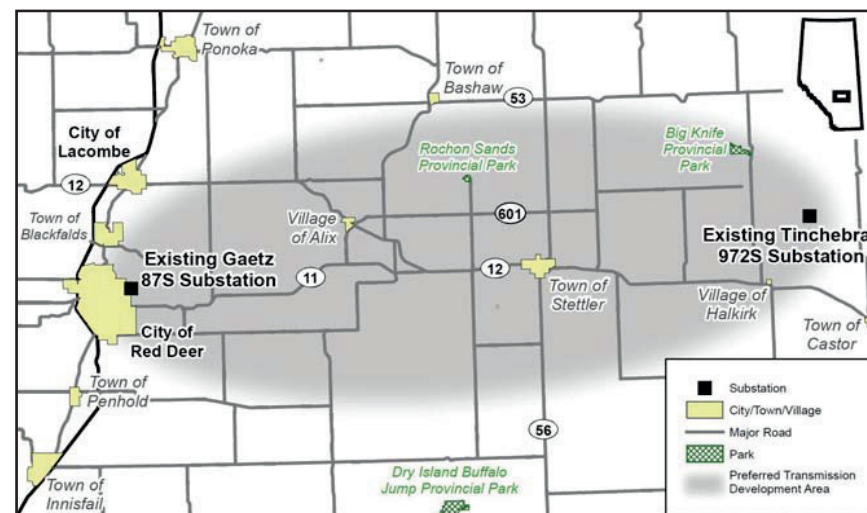 Town of
Ponoka
Town of
Bashaw
53
City of
Lacombe
Rochon Sands
Provincial Park
Big Knife
Provincial
Park
12
Town of
Blackfalds
Village
of Alix
601
Existing Gaetz
87S Substation
11
12
Town of
Stettler
Existing Tinchebra
972S Substation
Village of
Halkirk
Town of
Castor
City of
Red Deer
Town of
Penhold
56
Town of
Innisfail
Dry Island Buffalo
Jump Provincial Park
Substation
City/Town/Village
Major Road
Park
Preferred Transmission
Development Area